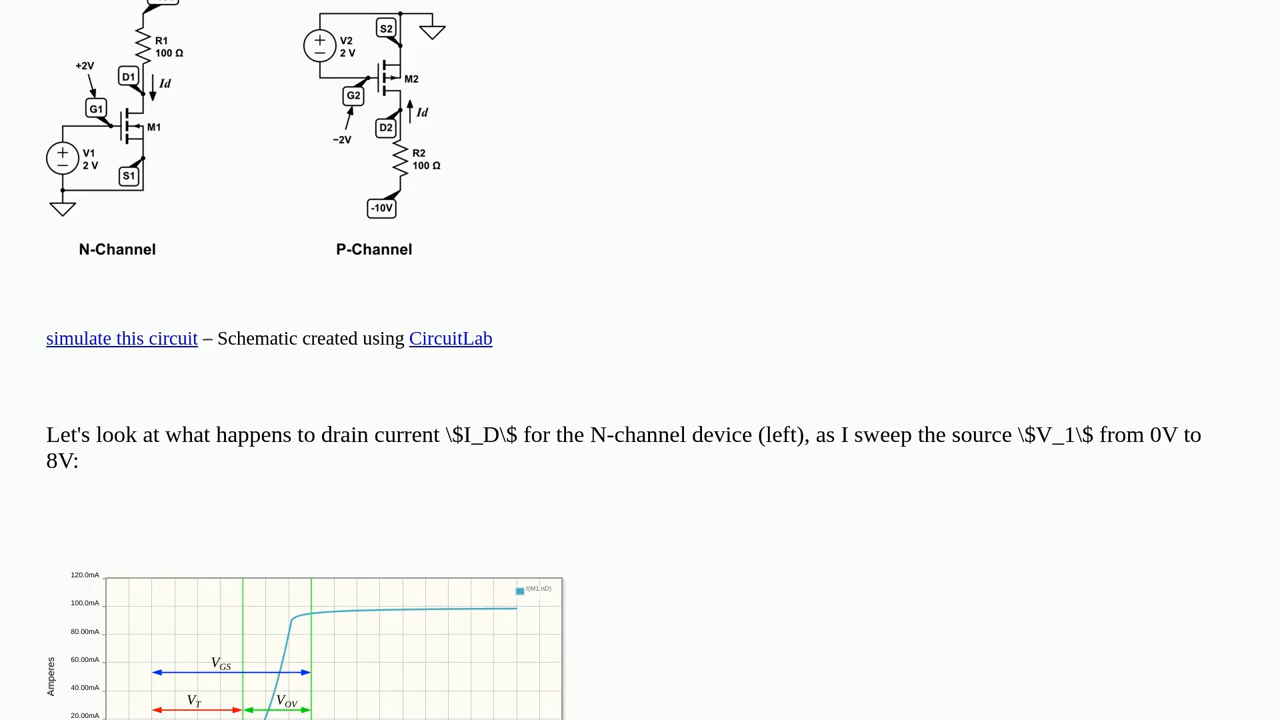 R1
100 Ω
+2V
D1
Id
G1
M1
V1
2 V
S1
N-Channel
S2
V2
2 V
M2
G2
Id
D2
−2V
R2
100 Ω
-10V
P-Channel
simulate this circuit – Schematic created using CircuitLab
Let's look at what happens to drain current \$I_D\$ for the N-channel device (left), as I sweep the source \$V_1\$ from 0V to
8V:
120.0mA
I(M1.nD)
100.0mA
80.00mA
60.00mA
40.00mA
20.00mA
Amperes
VGS
VT
VOV